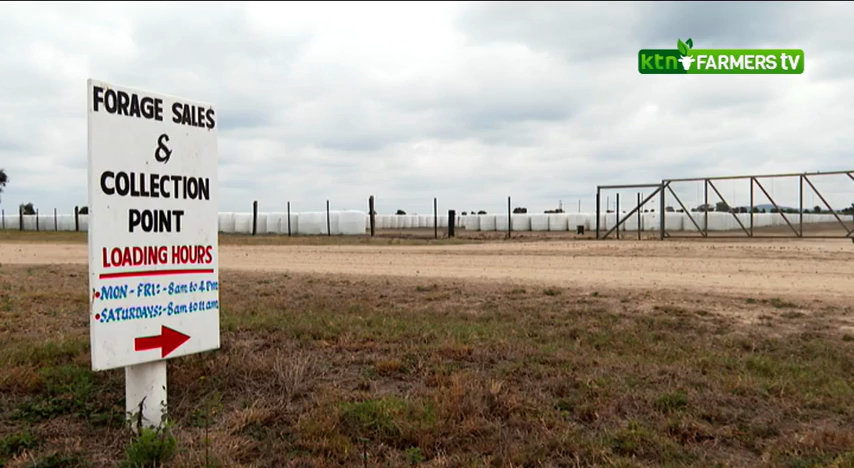 ktn FARMERS tv
FORAGE SALES
&
COLLECTION
POINT
LOADING HOURS
• MON - FRI: - 8am to 4 pm
• SATURDAYS: - 8am to 11 am